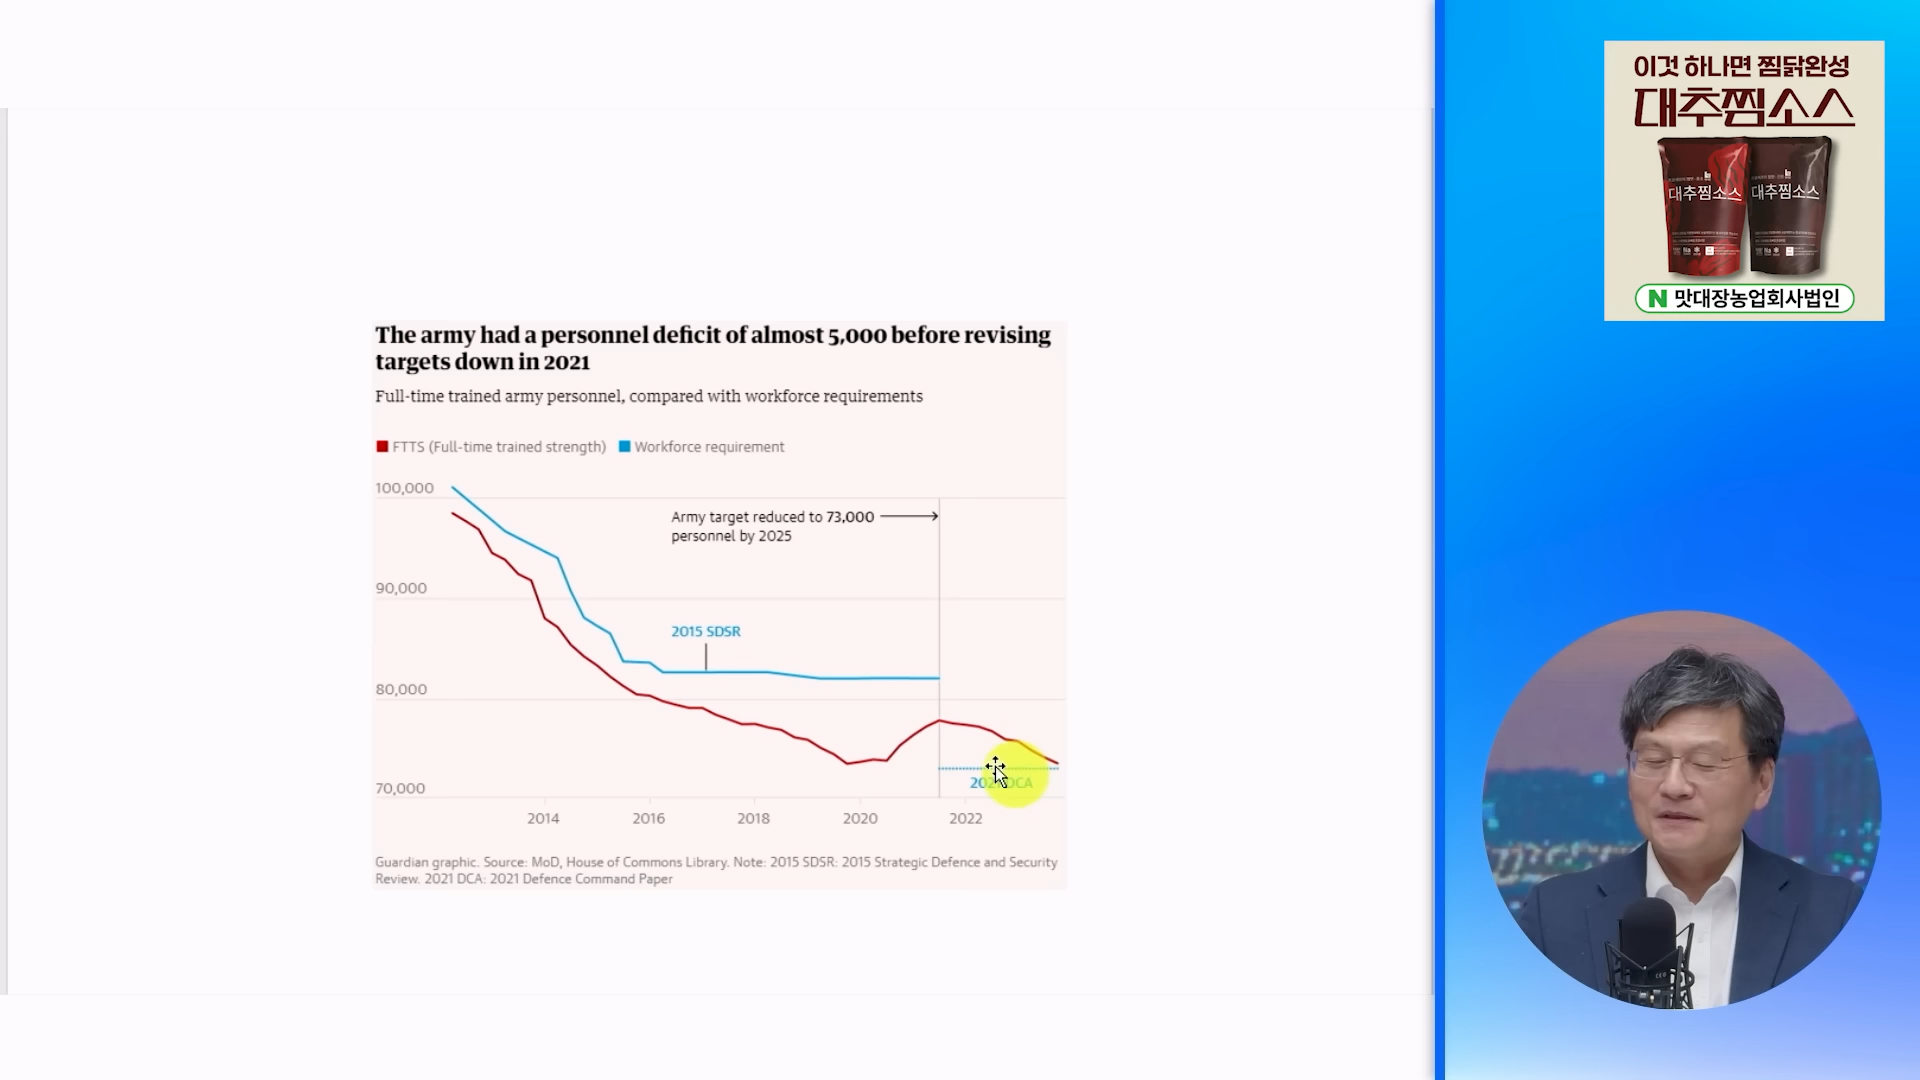 The army had a personnel deficit of almost 5,000 before revising
targets down in 2021
Full-time trained army personnel, compared with workforce requirements
FTTS (Full-time trained strength) Workforce requirement
100,000
Army target reduced to 73,000
personnel by 2025
90,000
2015 SDSR
80,000
2021 DCA
70,000
2014 2016 2018 2020 2022
Guardian graphic. Source: MoD, House of Commons Library. Note: 2015 SDSR: 2015 Strategic Defence and Security
Review. 2021 DCA: 2021 Defence Command Paper
이것 하나면 찜닭완성
대추찜소스
대추찜소스 대추찜소스
N 맛대장농업회사법인